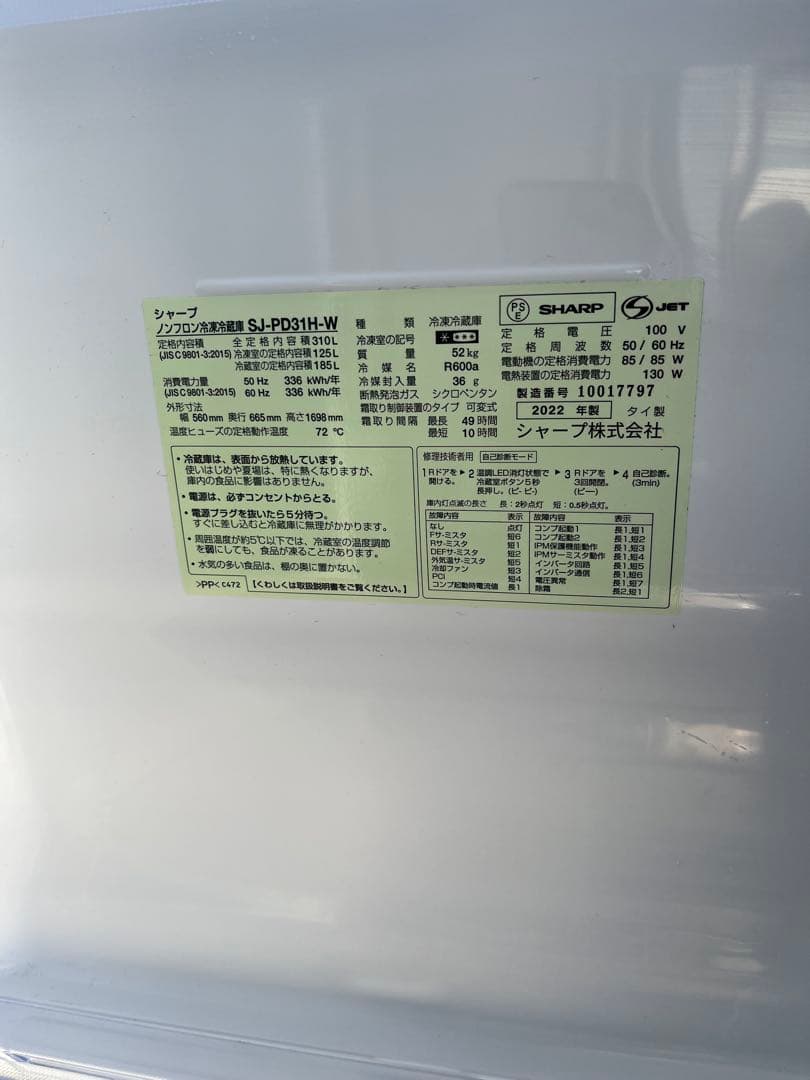 シャープ
ノンフロン冷凍冷蔵庫 SJ-PD31H-W
定格内容積 全定格内容積 310L
(JIS C 9801-3:2015) 冷凍室の定格内容積 125L
冷蔵室の定格内容積 185L
消費電力量 50 Hz 336 kWh/年
(JIS C 9801-3:2015) 60 Hz 336 kWh/年
外形寸法
幅 560mm 奥行 665mm 高さ 1698mm
温度ヒューズの定格動作温度 72 ℃
種類 冷凍冷蔵庫
冷凍室の記号
質量 52 kg
冷媒名 R600a
冷媒封入量 36 g
断熱発泡ガス シクロペンタン
霜取り制御装置のタイプ 可変式
霜取り間隔 最長 49 時間
最短 10 時間
PSE SHARP JET
定格電圧 100 V
定格周波数 50 / 60 Hz
電動機の定格消費電力 85 / 85 W
電熱装置の定格消費電力 130 W
製造番号 10017797
2022 年製 タイ製
シャープ株式会社
・冷蔵庫は、表面から放熱しています。
使いはじめや夏場は、特に熱くなりますが、
庫内の食品に影響はありません。
・電源は、必ずコンセントからとる。
・電源プラグを抜いたら5分待つ。
すぐに差し込むと冷蔵庫に無理がかかります。
・周囲温度が約5℃以下では、冷蔵室の温度調節
を弱にしても、食品が凍ることがあります。
・水気の多い食品は、棚の奥に置かない。
>PP< C472 【くわしくは取扱説明書をご覧ください。】
修理技術者用 自己診断モード
1 Rドアを開ける。 ▶ 2 温調LED消灯状態で冷蔵室ボタン5秒長押し。(ピ・ピ・) ▶ 3 Rドアを3回開閉。(ピー) ▶ 4 自己診断。(3min)
庫内灯点滅の長さ 長:2秒点灯 短:0.5秒点灯。
故障内容 表示 故障内容 表示
なし 点灯 コンプ起動1 長1,短1
Fサ-ミスタ 短6 コンプ起動2 長1,短2
Rサ-ミスタ 短1 IPM保護機能動作 長1,短3
DEFサ-ミスタ 短2 IPMサーミスタ動作 長1,短4
外気温サ-ミスタ 短5 インバータ回路 長1,短5
冷却ファン 短3 インバータ通信 長1,短6
PCI 短4 電圧異常 長1,短7
コンプ起動時電流値 長1 除霜 長2,短1